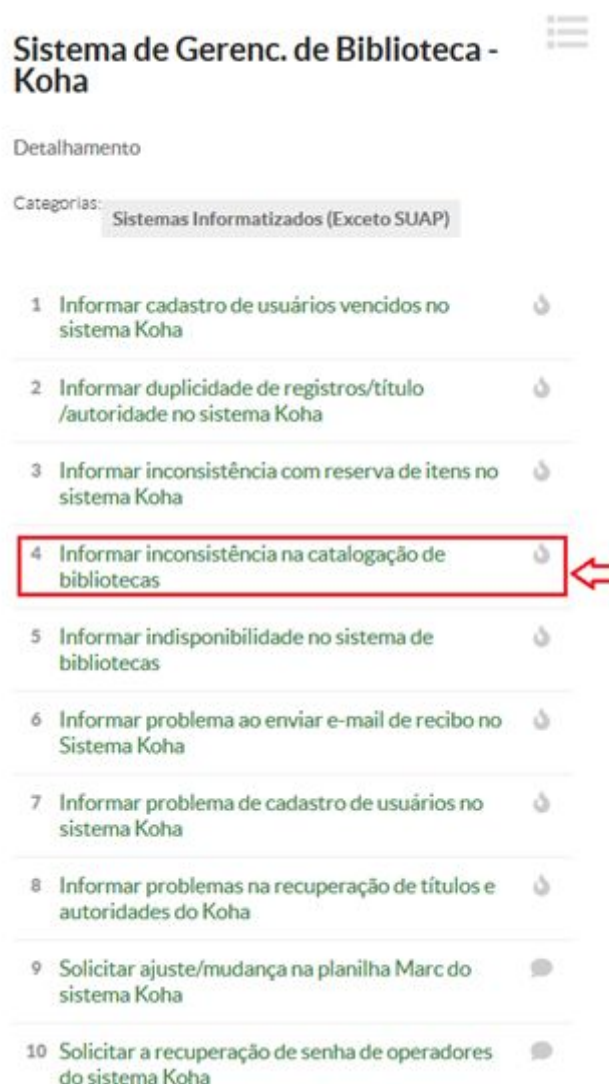 Sistema de Gerenc. de Biblioteca -
Koha
Detalhamento
Categorias:
Sistemas Informatizados (Exceto SUAP)
1 Informar cadastro de usuários vencidos no
sistema Koha
2 Informar duplicidade de registros/título
/autoridade no sistema Koha
3 Informar inconsistência com reserva de itens no
sistema Koha
4 Informar inconsistência na catalogação de
bibliotecas
5 Informar indisponibilidade no sistema de
bibliotecas
6 Informar problema ao enviar e-mail de recibo no
Sistema Koha
7 Informar problema de cadastro de usuários no
sistema Koha
8 Informar problemas na recuperação de títulos e
autoridades do Koha
9 Solicitar ajuste/mudança na planilha Marc do
sistema Koha
10 Solicitar a recuperação de senha de operadores
do sistema Koha